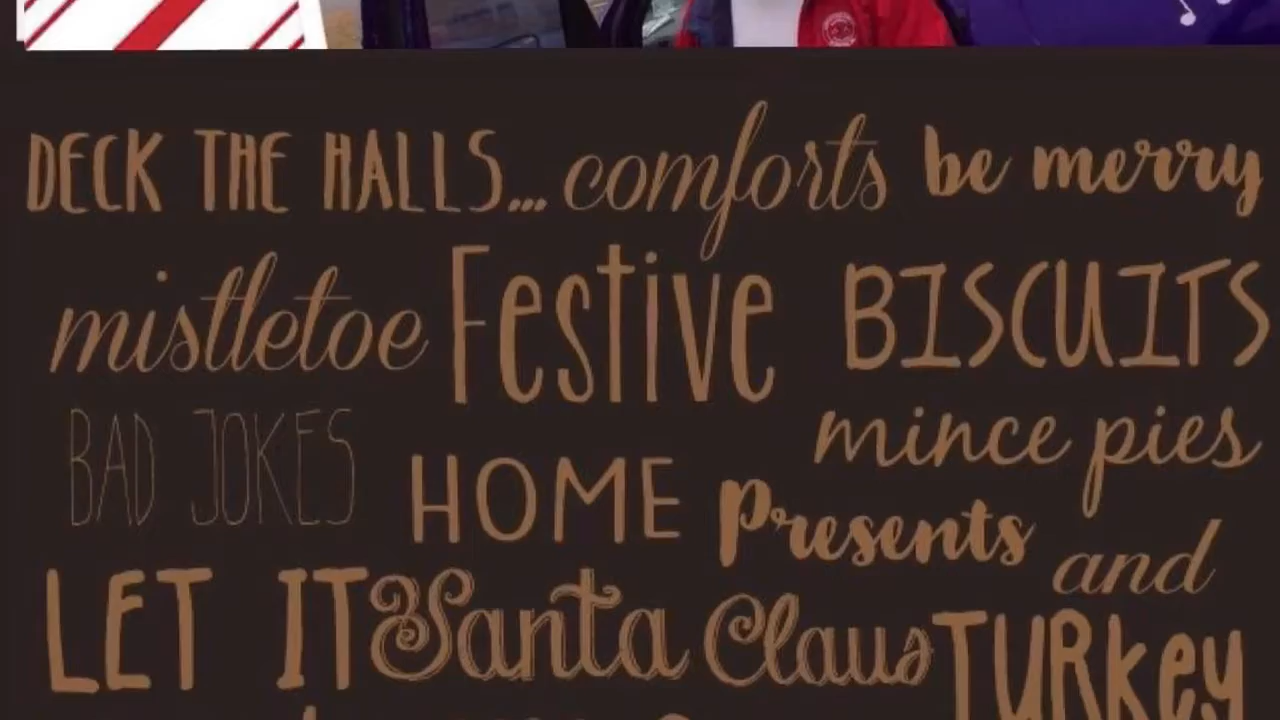 DECK THE HALLS... comforts be merry
mistletoe Festive BISCUITS
BAD JOKES mince pies
HOME Presents and
LET IT Santa Claus TURKEY